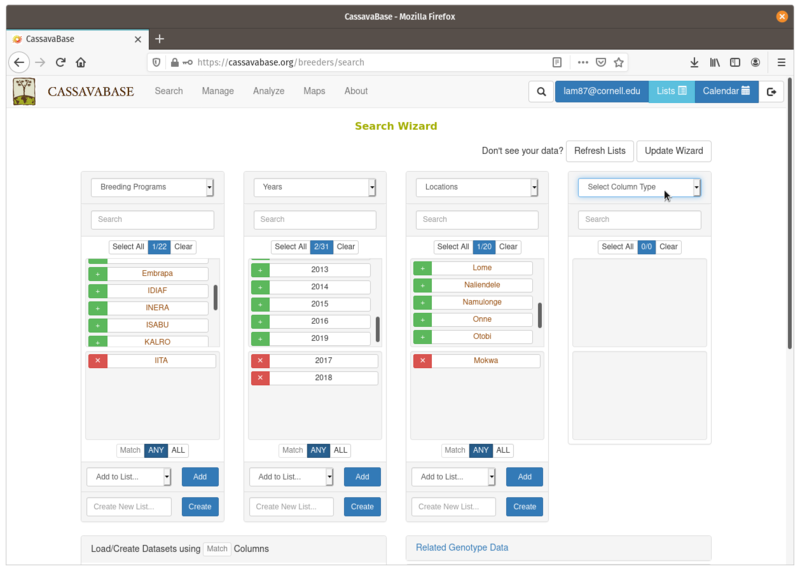 CassavaBase - Mozilla Firefox
CassavaBase
https://cassavabase.org/breeders/search
CASSAVABASE Search Manage Analyze Maps About lam87@cornell.edu Lists Calendar
Search Wizard
Don't see your data? Refresh Lists Update Wizard
Breeding Programs Years Locations Select Column Type
Search Search Search Search
Select All 1/22 Clear Select All 2/31 Clear Select All 1/20 Clear Select All 0/0 Clear
Embrapa
IDIAF
INERA
ISABU
KALRO
IITA
2013
2014
2015
2016
2019
2017
2018
Lome
Naliendele
Namulonge
Onne
Otobi
Mokwa
Match ANY ALL Match ANY ALL Match ANY ALL
Add to List... Add Add to List... Add Add to List... Add
Create New List... Create Create New List... Create Create New List... Create
Load/Create Datasets using Match Columns
Related Genotype Data